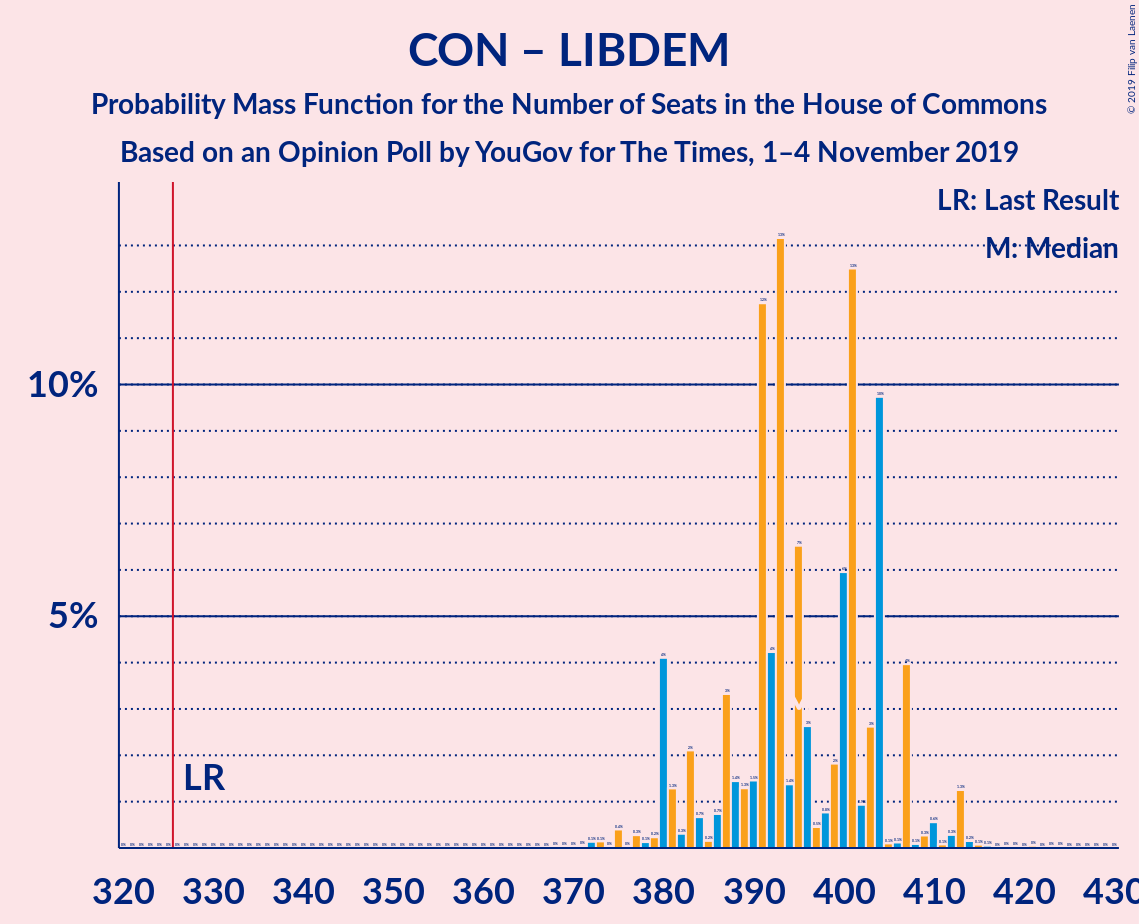 CON – LIBDEM
Probability Mass Function for the Number of Seats in the House of Commons
Based on an Opinion Poll by YouGov for The Times, 1–4 November 2019
© 2019 Filip van Laenen
LR: Last Result
M: Median
10%
5%
LR
320 330 340 350 360 370 380 390 400 410 420 430